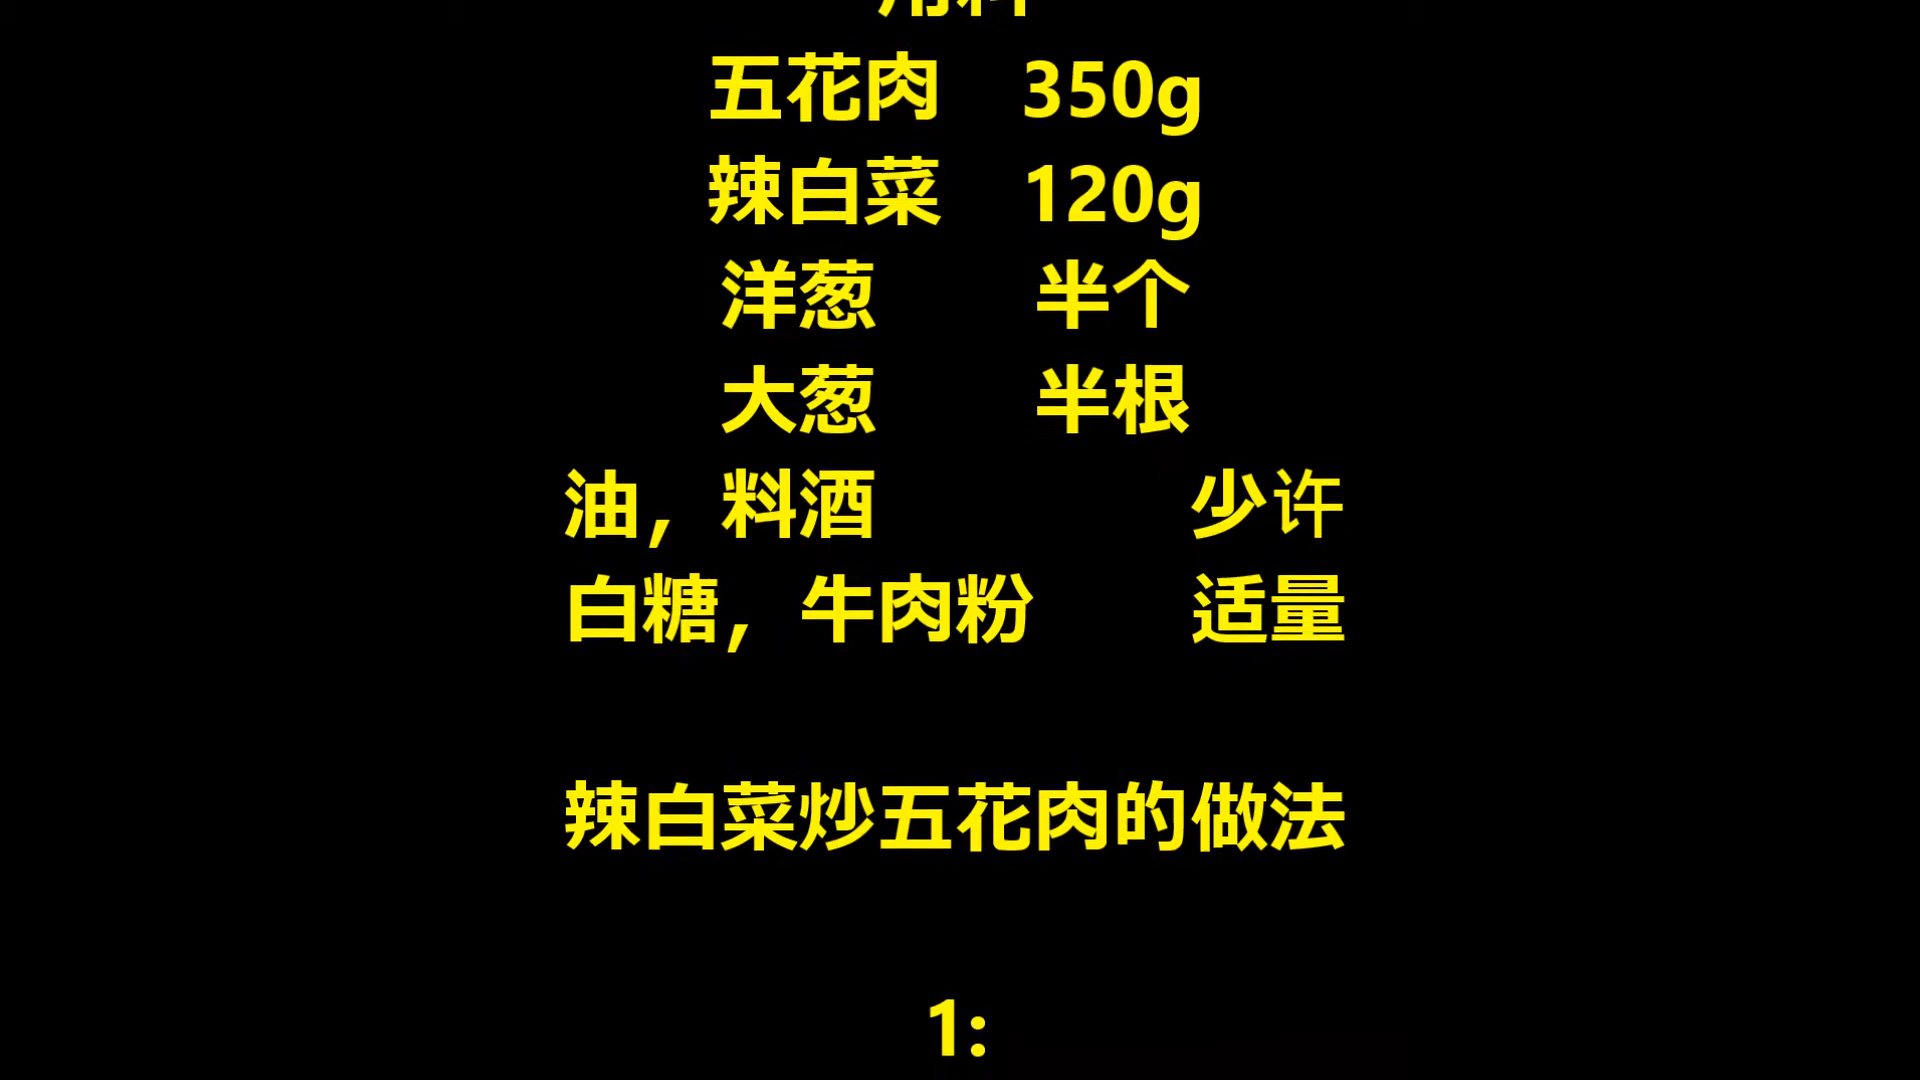 用料
五花肉 350g
辣白菜 120g
洋葱 半个
大葱 半根
油，料酒 少许
白糖，牛肉粉 适量
辣白菜炒五花肉的做法
1: